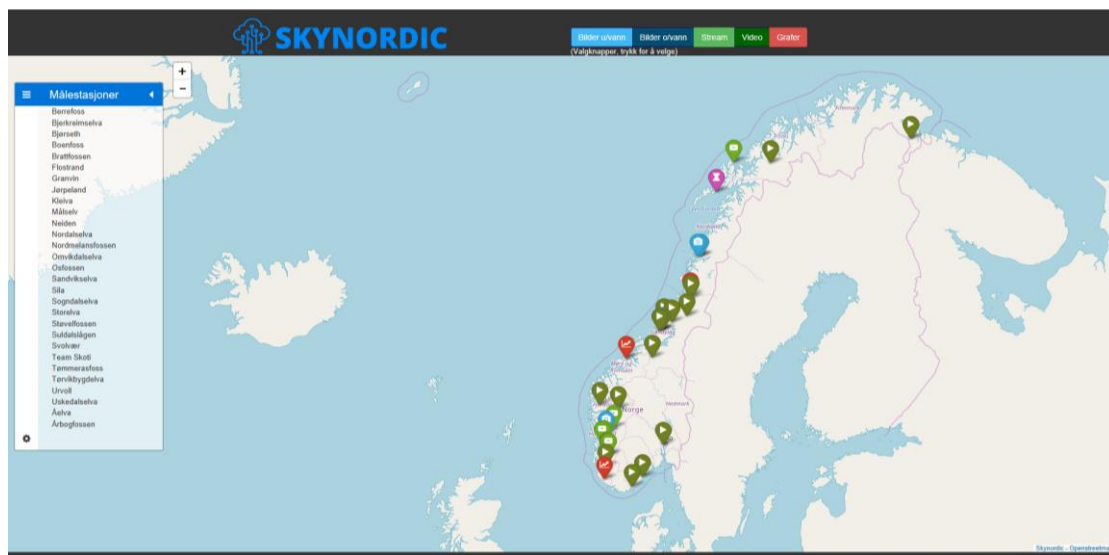 SKYNORDIC
Bilder u/vann Bilder o/vann Stream Video Grafer
(Valgknapper, trykk for å velge)
+
−
Målestasjoner
Børrefoss
Bjerkreimselva
Bjørseth
Boenfoss
Brattfossen
Flostrand
Granvin
Jørpeland
Kleiva
Målselv
Neiden
Nordalselva
Nordmelansfossen
Omvikdalselva
Osfossen
Sandvikselva
Sila
Sogndalselva
Storelva
Støvelfossen
Suldalslågen
Svolvær
Team Skoti
Tømmerasfoss
Tørvikbygdelva
Urvoll
Uskedalselva
Åelva
Årbogfossen
Norge